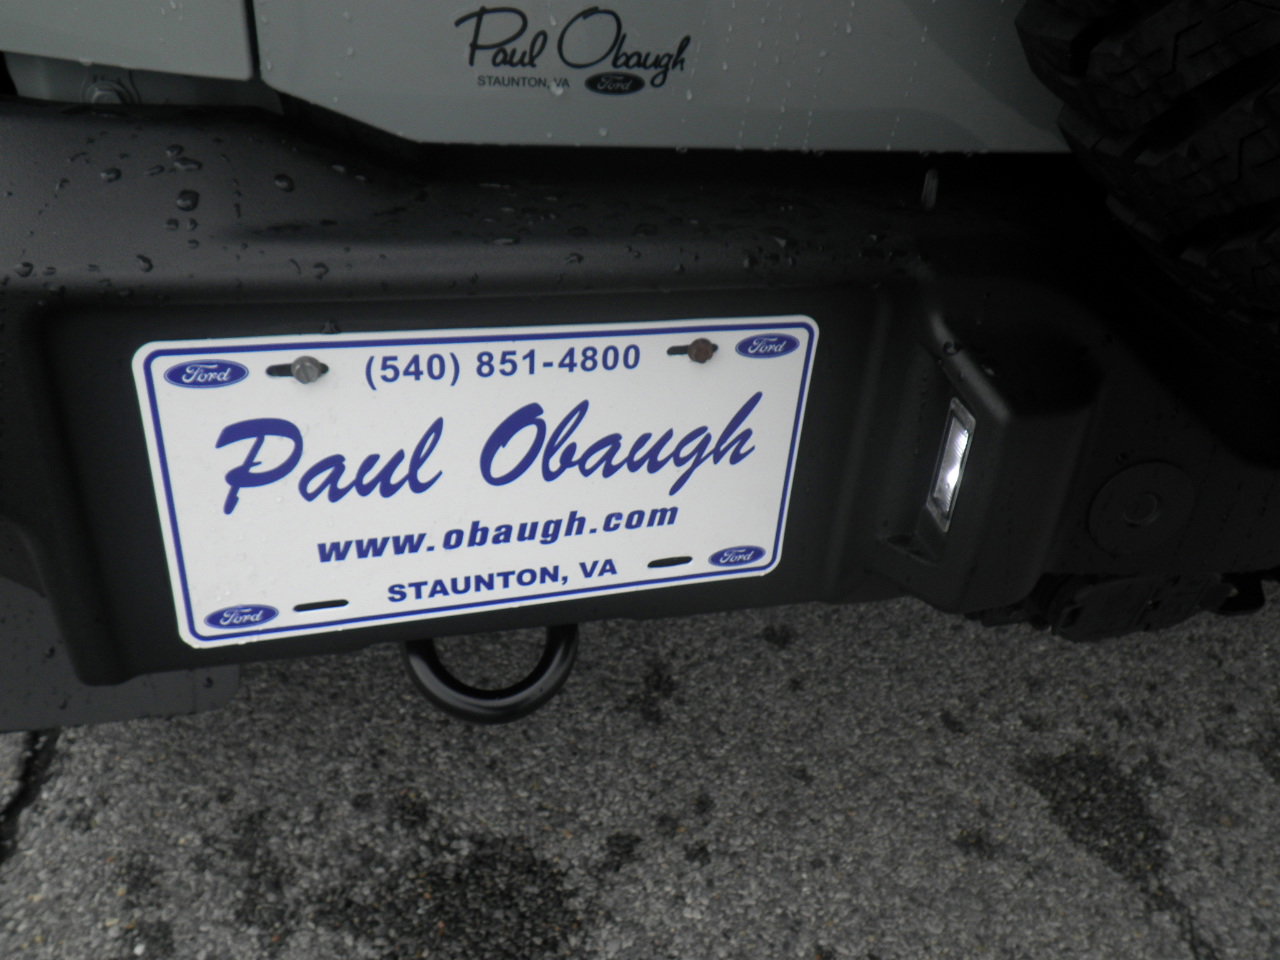 Paul Obaugh
STAUNTON, VA Ford
Ford (540) 851-4800 Ford
Paul Obaugh
www.obaugh.com
STAUNTON, VA
Ford Ford